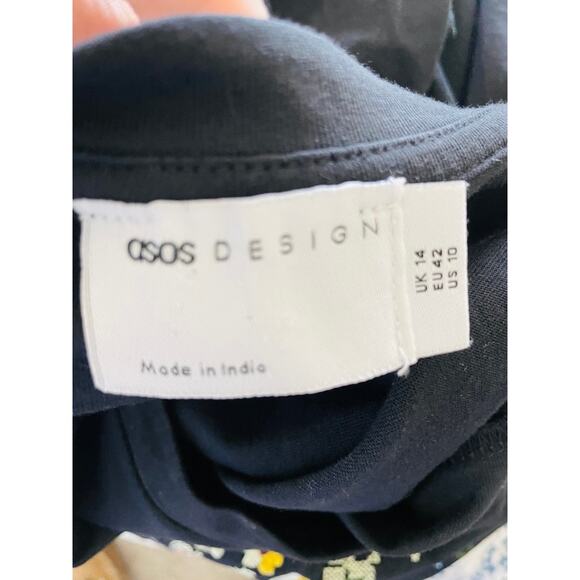 asos DESIGN
Made in India
UK 14
EU 42
US 10